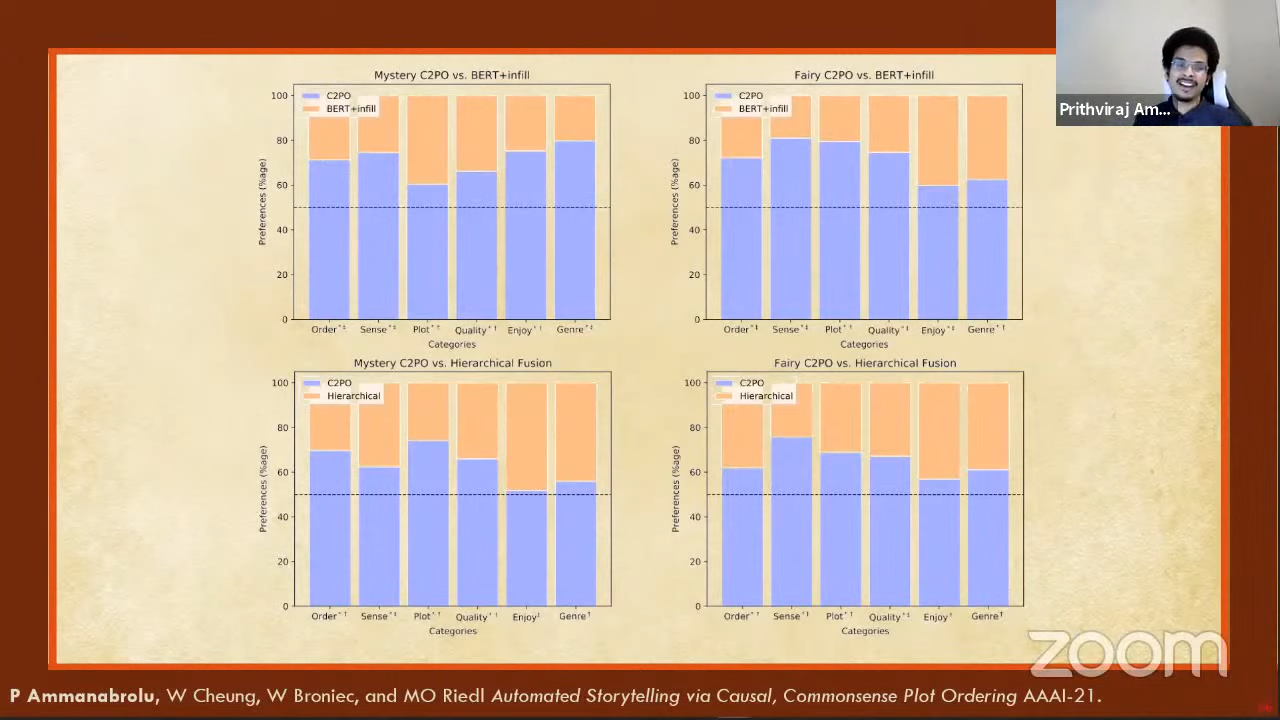 Prithviraj Am...
Mystery C2PO vs. BERT+infill
C2PO
BERT+infill
100
80
60
40
20
0
Preferences (%age)
Order*‡ Sense*‡ Plot*† Quality*† Enjoy*† Genre*‡
Categories
Fairy C2PO vs. BERT+infill
C2PO
BERT+infill
100
80
60
40
20
0
Preferences (%age)
Order*‡ Sense*‡ Plot*† Quality*‡ Enjoy*‡ Genre*†
Categories
Mystery C2PO vs. Hierarchical Fusion
C2PO
Hierarchical
100
80
60
40
20
0
Preferences (%age)
Order*† Sense*‡ Plot*† Quality*† Enjoy‡ Genre†
Categories
Fairy C2PO vs. Hierarchical Fusion
C2PO
Hierarchical
100
80
60
40
20
0
Preferences (%age)
Order*† Sense*‡ Plot*† Quality*‡ Enjoy‡ Genre†
Categories
zoom
P Ammanabrolu, W Cheung, W Broniec, and MO Riedl Automated Storytelling via Causal, Commonsense Plot Ordering AAAI-21.